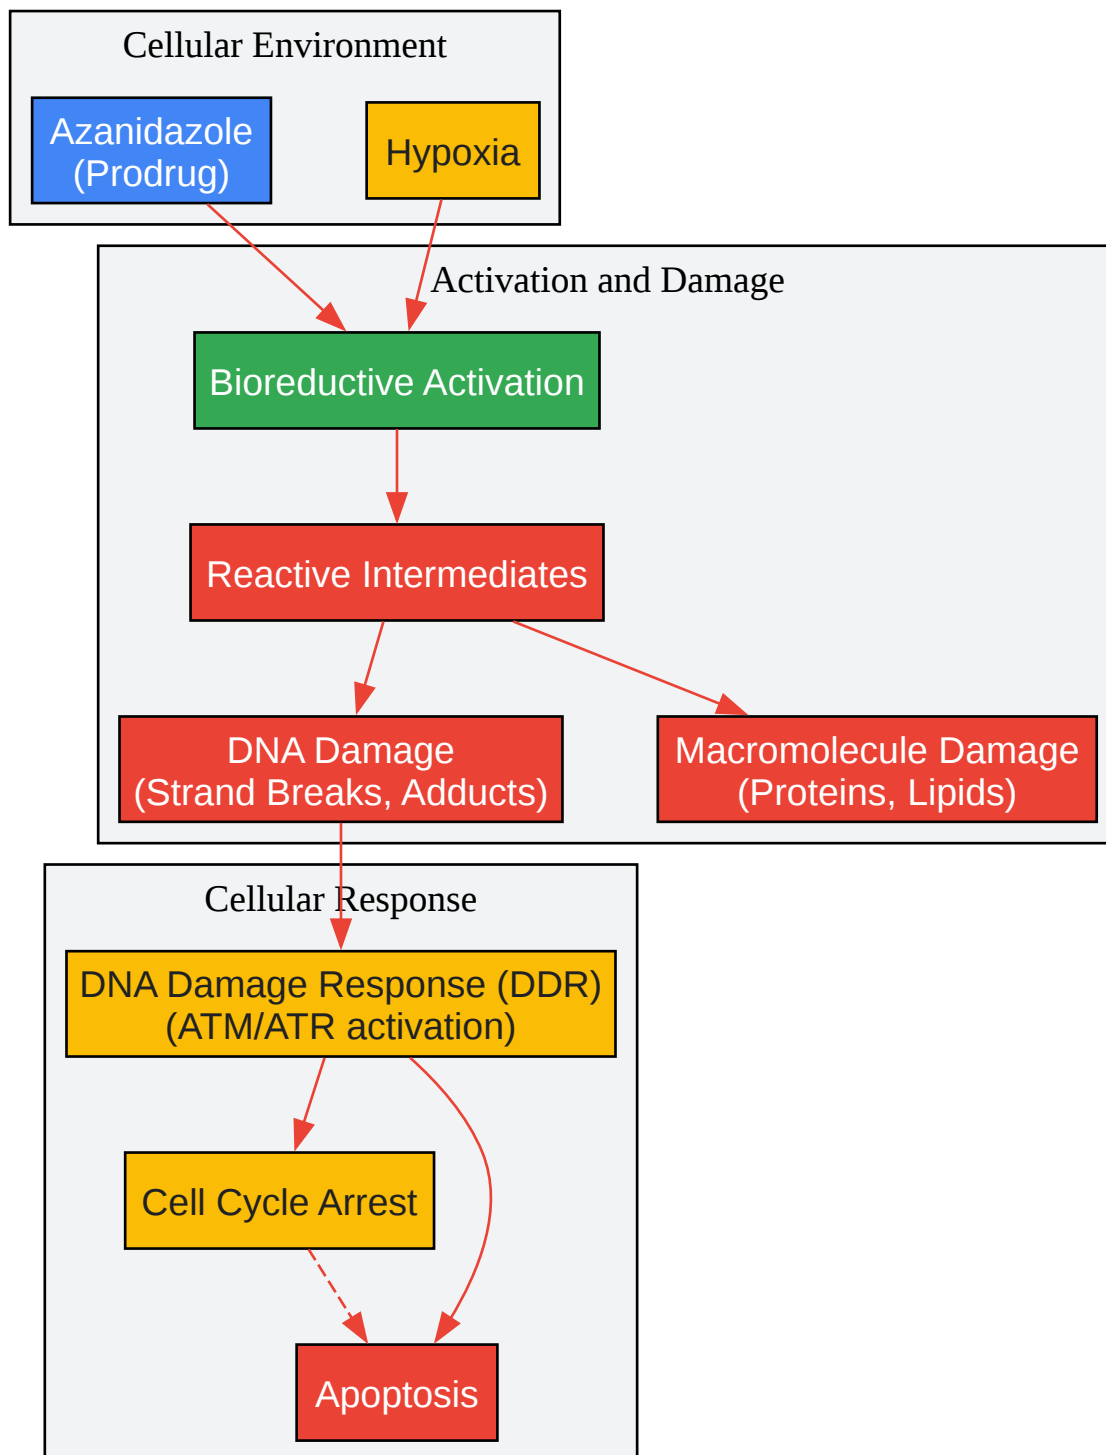 Cellular Environment
Azanidazole
(Prodrug)
Hypoxia
Activation and Damage
Bioreductive Activation
Reactive Intermediates
DNA Damage
(Strand Breaks, Adducts)
Macromolecule Damage
(Proteins, Lipids)
Cellular Response
DNA Damage Response (DDR)
(ATM/ATR activation)
Cell Cycle Arrest
Apoptosis